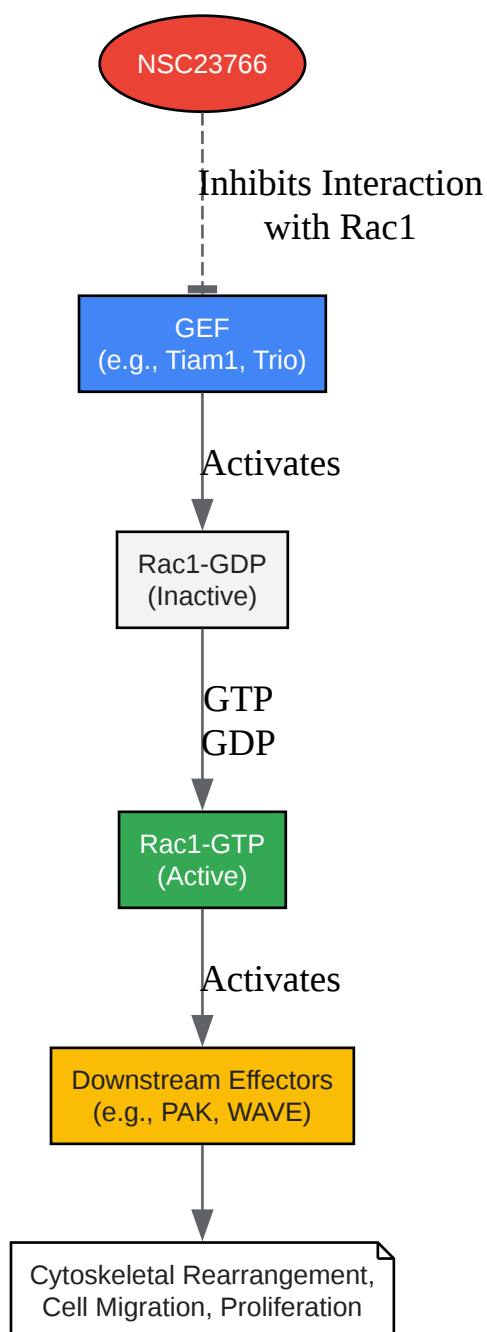 NSC23766
Inhibits Interaction
with Rac1
GEF
(e.g., Tiam1, Trio)
Activates
Rac1-GDP
(Inactive)
GTP
GDP
Rac1-GTP
(Active)
Activates
Downstream Effectors
(e.g., PAK, WAVE)
Cytoskeletal Rearrangement,
Cell Migration, Proliferation